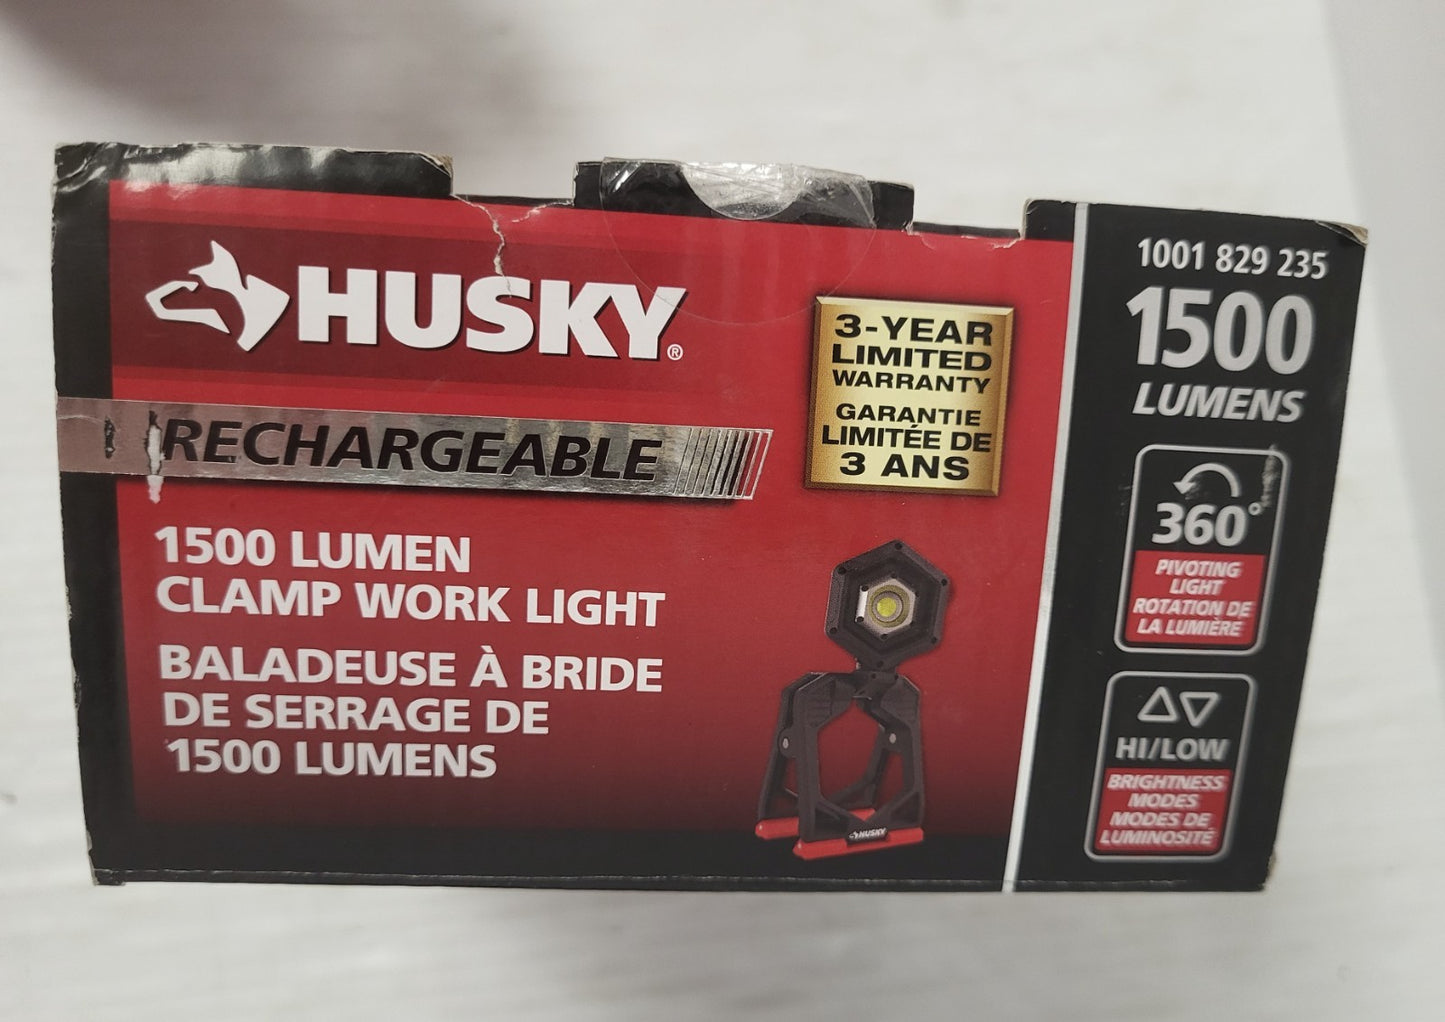 HUSKY®
RECHARGEABLE
1500 LUMEN
CLAMP WORK LIGHT
BALADEUSE À BRIDE
DE SERRAGE DE
1500 LUMENS
3-YEAR
LIMITED
WARRANTY
GARANTIE
LIMITÉE DE
3 ANS
HUSKY
1001 829 235
1500
LUMENS
360°
PIVOTING
LIGHT
ROTATION DE
LA LUMIÈRE
HI/LOW
BRIGHTNESS
MODES
MODES DE
LUMINOSITÉ